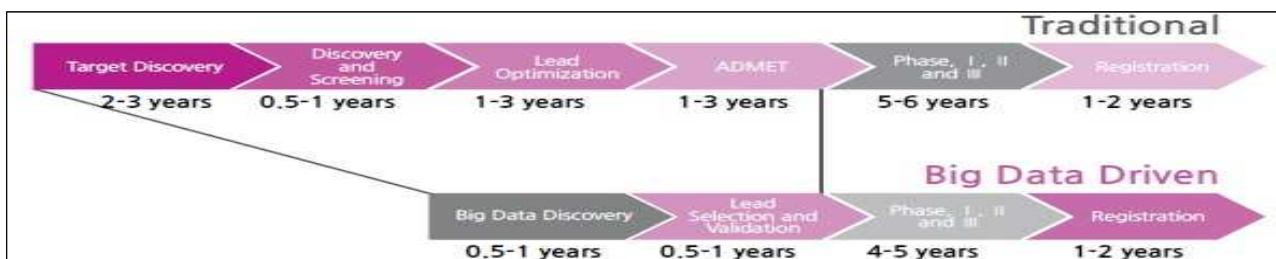 Traditional
Target Discovery
Discovery
and
Screening
Lead
Optimization
ADMET
Phase, I , II
and III
Registration
2-3 years
0.5-1 years
1-3 years
1-3 years
5-6 years
1-2 years
Big Data Driven
Big Data Discovery
Lead
Selection and
Validation
Phase, I , II
and III
Registration
0.5-1 years
0.5-1 years
4-5 years
1-2 years